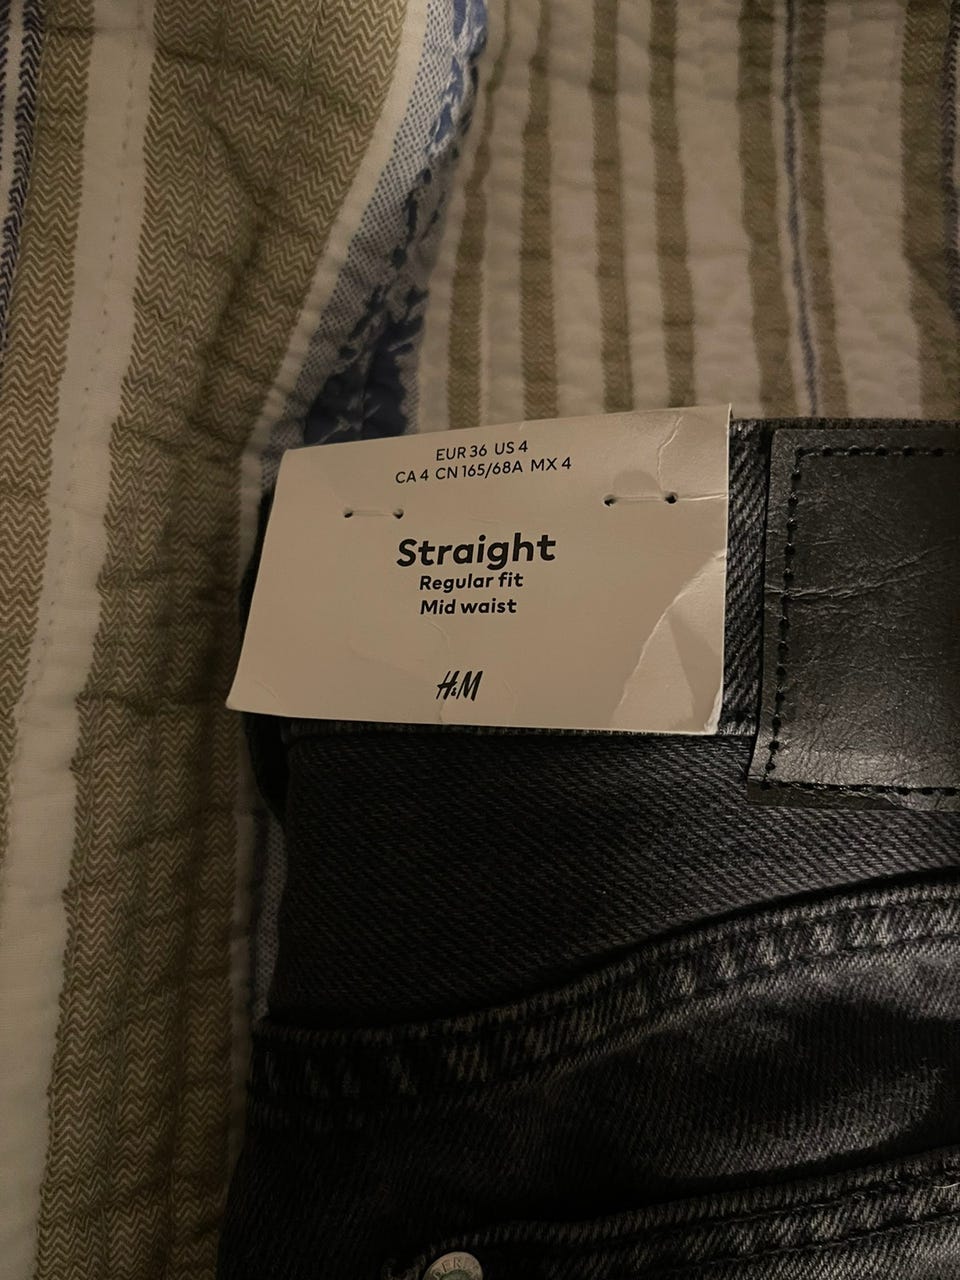 EUR 36 US 4
CA 4 CN 165/68A MX 4
Straight
Regular fit
Mid waist
H&M